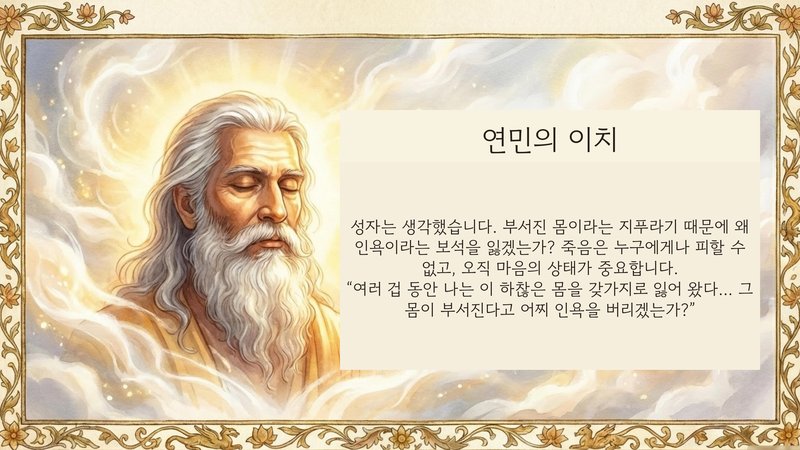 연민의 이치
성자는 생각했습니다. 부서진 몸이라는 지푸라기 때문에 왜
인욕이라는 보석을 잃겠는가? 죽음은 누구에게나 피할 수
없고, 오직 마음의 상태가 중요합니다.
“여러 겁 동안 나는 이 하찮은 몸을 갖가지로 잃어 왔다... 그
몸이 부서진다고 어찌 인욕을 버리겠는가?”